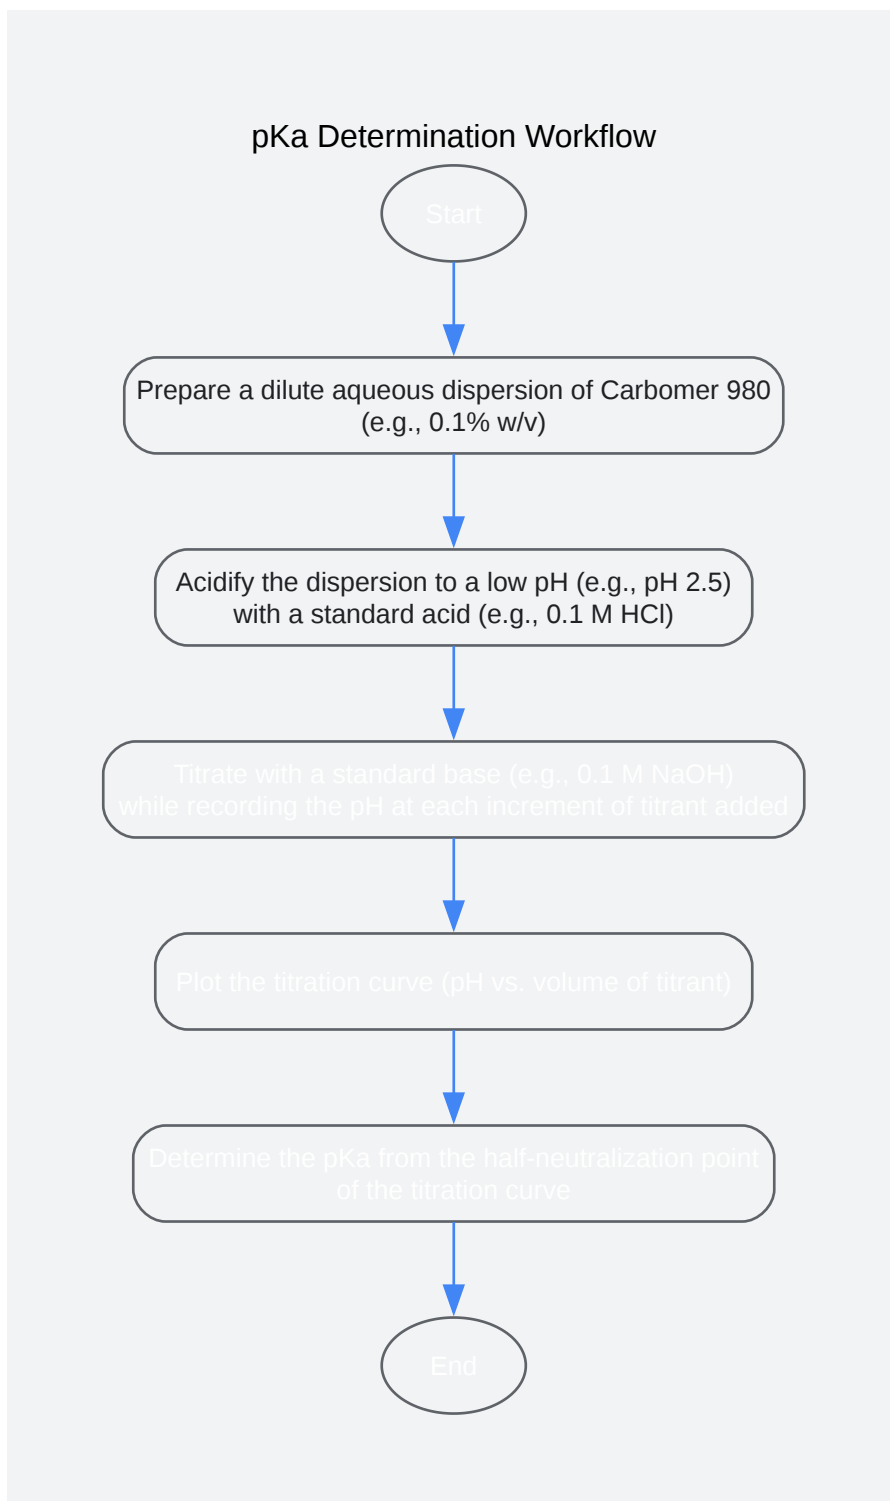 pKa Determination Workflow
Start
Prepare a dilute aqueous dispersion of Carbomer 980
(e.g., 0.1% w/v)
Acidify the dispersion to a low pH (e.g., pH 2.5)
with a standard acid (e.g., 0.1 M HCl)
Titrate with a standard base (e.g., 0.1 M NaOH)
while recording the pH at each increment of titrant added
Plot the titration curve (pH vs. volume of titrant)
Determine the pKa from the half-neutralization point
of the titration curve
End